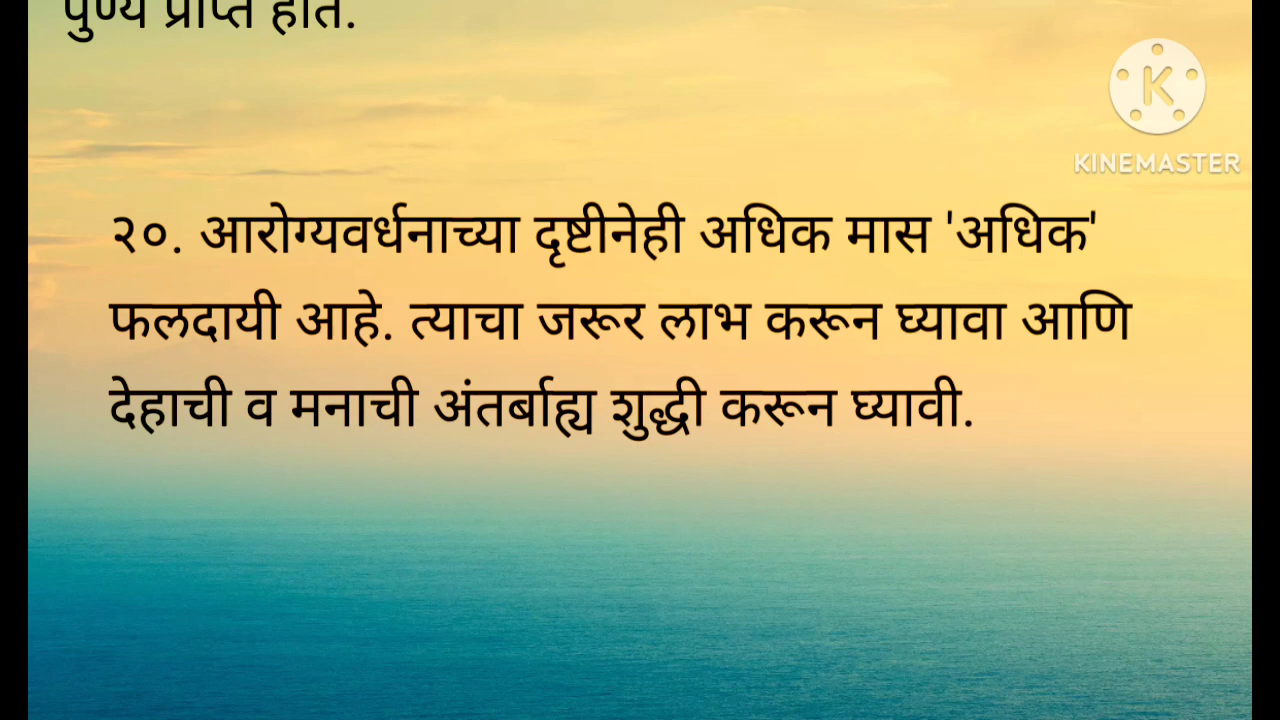 पुण्य प्राप्त होते.
KINEMASTER
२०. आरोग्यवर्धनाच्या दृष्टीनेही अधिक मास 'अधिक'
फलदायी आहे. त्याचा जरूर लाभ करून घ्यावा आणि
देहाची व मनाची अंतर्बाह्य शुद्धी करून घ्यावी.